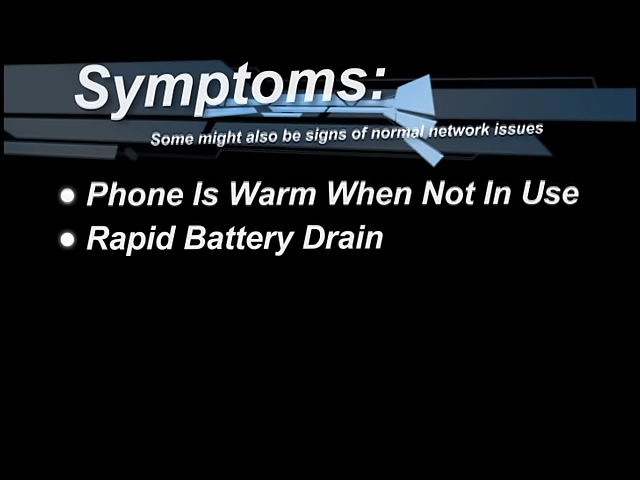 Symptoms:
Some might also be signs of normal network issues
● Phone Is Warm When Not In Use
● Rapid Battery Drain